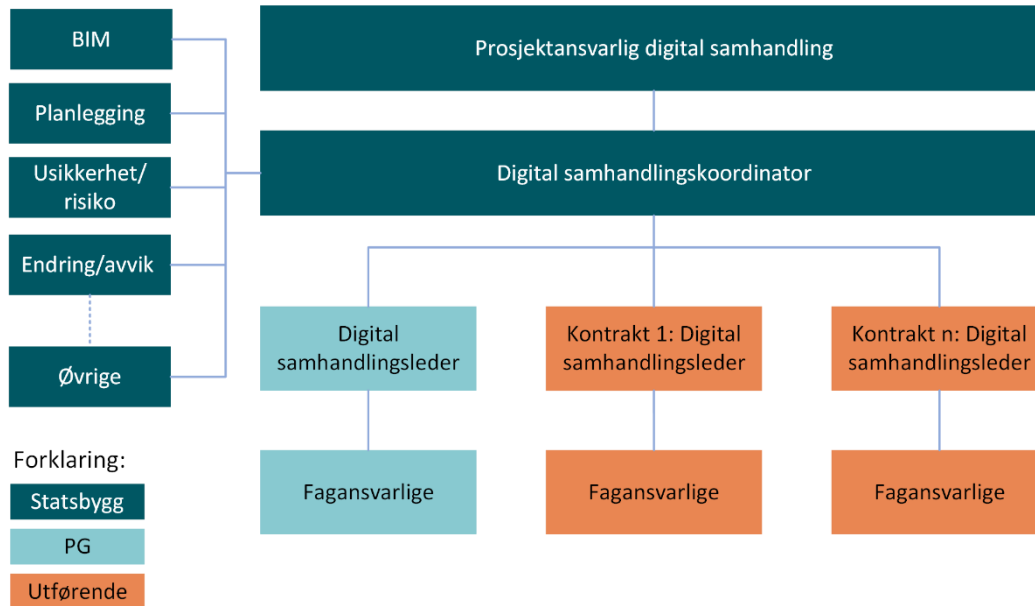 BIM
Planlegging
Usikkerhet/
risiko
Endring/avvik
Øvrige
Prosjektansvarlig digital samhandling
Digital samhandlingskoordinator
Digital
samhandlingsleder
Kontrakt 1: Digital
samhandlingsleder
Kontrakt n: Digital
samhandlingsleder
Fagansvarlige
Fagansvarlige
Fagansvarlige
Forklaring:
Statsbygg
PG
Utførende